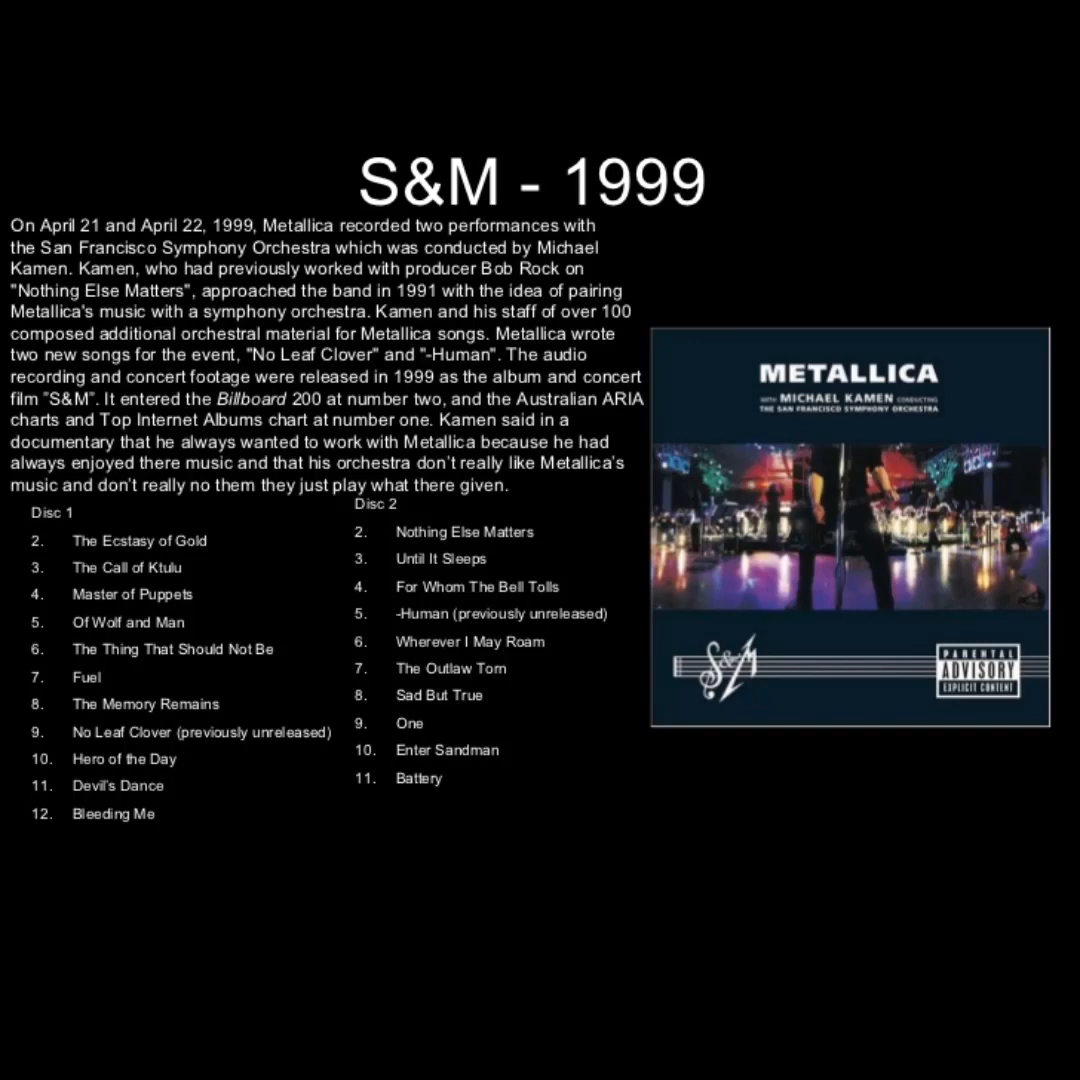 S&M - 1999
On April 21 and April 22, 1999, Metallica recorded two performances with
the San Francisco Symphony Orchestra which was conducted by Michael
Kamen. Kamen, who had previously worked with producer Bob Rock on
"Nothing Else Matters", approached the band in 1991 with the idea of pairing
Metallica's music with a symphony orchestra. Kamen and his staff of over 100
composed additional orchestral material for Metallica songs. Metallica wrote
two new songs for the event, "No Leaf Clover" and "-Human". The audio
recording and concert footage were released in 1999 as the album and concert
film "S&M". It entered the Billboard 200 at number two, and the Australian ARIA
charts and Top Internet Albums chart at number one. Kamen said in a
documentary that he always wanted to work with Metallica because he had
always enjoyed there music and that his orchestra don't really like Metallica's
music and don't really no them they just play what there given.
Disc 1
2. The Ecstasy of Gold
3. The Call of Ktulu
4. Master of Puppets
5. Of Wolf and Man
6. The Thing That Should Not Be
7. Fuel
8. The Memory Remains
9. No Leaf Clover (previously unreleased)
10. Hero of the Day
11. Devil's Dance
12. Bleeding Me
Disc 2
2. Nothing Else Matters
3. Until It Sleeps
4. For Whom The Bell Tolls
5. -Human (previously unreleased)
6. Wherever I May Roam
7. The Outlaw Torn
8. Sad But True
9. One
10. Enter Sandman
11. Battery
METALLICA
WITH MICHAEL KAMEN CONDUCTING
THE SAN FRANCISCO SYMPHONY ORCHESTRA
S&M
PARENTAL
ADVISORY
EXPLICIT CONTENT